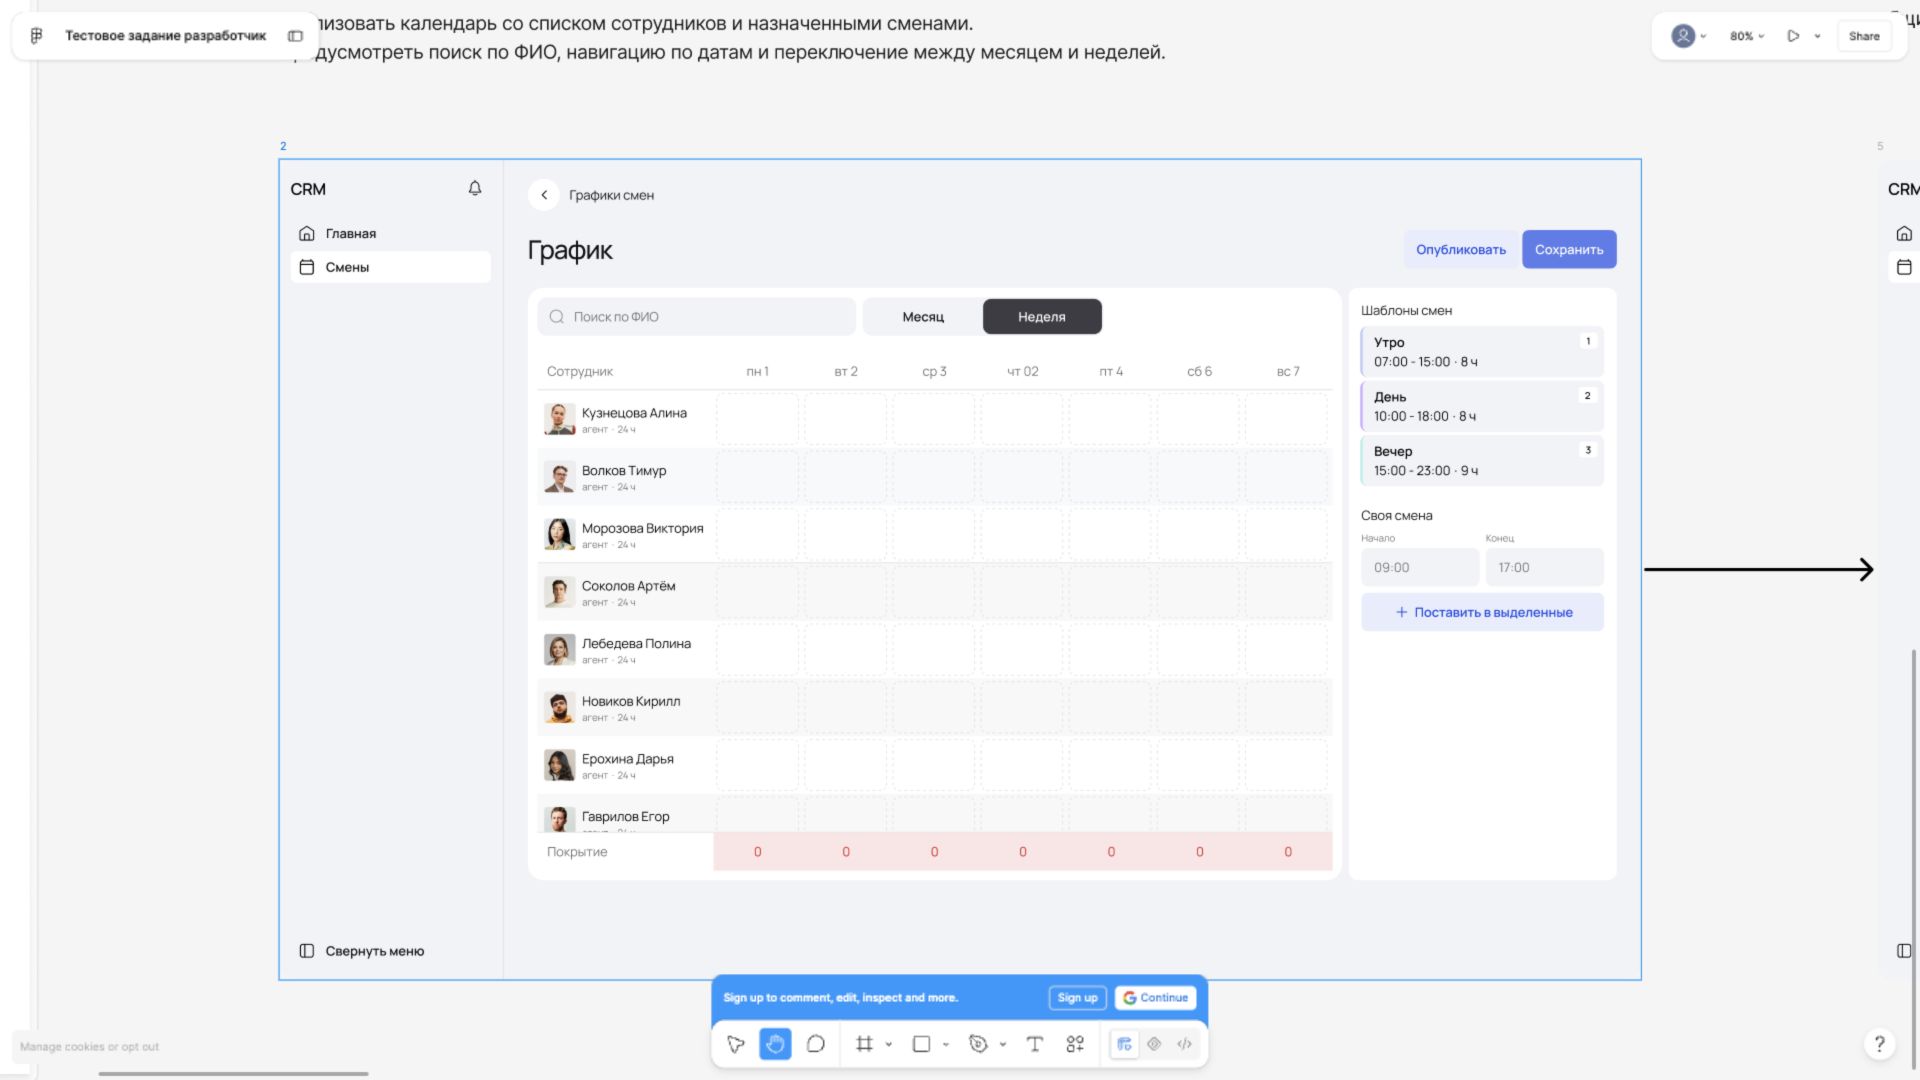 Тестовое задание разработчик
лизовать календарь со списком сотрудников и назначенными сменами.
дусмотреть поиск по ФИО, навигацию по датам и переключение между месяцем и неделей.
80%
Share
2
5
CRM
Главная
Смены
Свернуть меню
Графики смен
График
Опубликовать
Сохранить
Поиск по ФИО
Месяц
Неделя
Сотрудник пн 1 вт 2 ср 3 чт 02 пт 4 сб 6 вс 7
Кузнецова Алина
агент · 24 ч
Волков Тимур
агент · 24 ч
Морозова Виктория
агент · 24 ч
Соколов Артём
агент · 24 ч
Лебедева Полина
агент · 24 ч
Новиков Кирилл
агент · 24 ч
Ерохина Дарья
агент · 24 ч
Гаврилов Егор
Покрытие 0 0 0 0 0 0 0
Шаблоны смен
Утро 1
07:00 - 15:00 · 8 ч
День 2
10:00 - 18:00 · 8 ч
Вечер 3
15:00 - 23:00 · 9 ч
Своя смена
Начало Конец
09:00 17:00
+ Поставить в выделенные
CRM
Sign up to comment, edit, inspect and more.
Sign up
Continue
Manage cookies or opt out
?